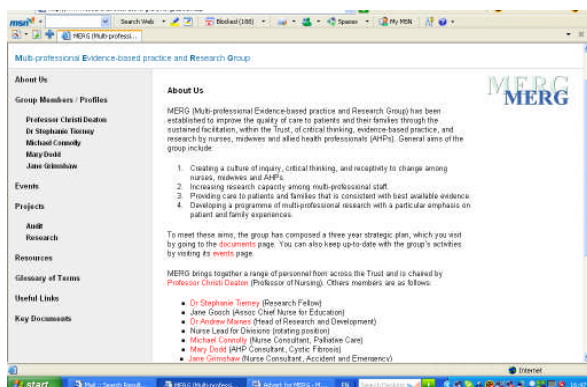 msn
Search Web
Blocked (188)
Spaces
My MSN
MERG (Multi-professi...
Multi-professional Evidence-based practice and Research Group
About Us
Group Members / Profiles
Professor Christi Deaton
Dr Stephanie Tierney
Michael Connolly
Mary Dodd
Jane Grimshaw
Events
Projects
Audit
Research
Resources
Glossary of Terms
Useful Links
Key Documents
MERG
MERG
About Us
MERG (Multi-professional Evidence-based practice and Research Group) has been
established to improve the quality of care to patients and their families through the
sustained facilitation, within the Trust, of critical thinking, evidence-based practice, and
research by nurses, midwives and allied health professionals (AHPs). General aims of the
group include:
1. Creating a culture of inquiry, critical thinking, and receptivity to change among
nurses, midwives and AHPs.
2. Increasing research capacity among multi-professional staff.
3. Providing care to patients and families that is consistent with best available evidence.
4. Developing a programme of multi-professional research with a particular emphasis on
patient and family experiences.
To meet these aims, the group has composed a three year strategic plan, which you visit
by going to the documents page. You can also keep up-to-date with the group's activities
by visiting its events page.
MERG brings together a range of personnel from across the Trust and is chaired by
Professor Christi Deaton (Professor of Nursing). Others members are as follows:
Dr Stephanie Tierney (Research Fellow)
Jane Gooch (Assoc Chief Nurse for Education)
Dr Andrew Maines (Head of Research and Development)
Nurse Lead for Divisions (rotating position)
Michael Connolly (Nurse Consultant, Palliative Care)
Mary Dodd (AHP Consultant, Cystic Fibrosis)
Jane Grimshaw (Nurse Consultant, Accident and Emergency)
Internet
start
Mail :: Search Result...
MERG (Multi-profess...
Advert for MERG - M...
EN
Search Desktop